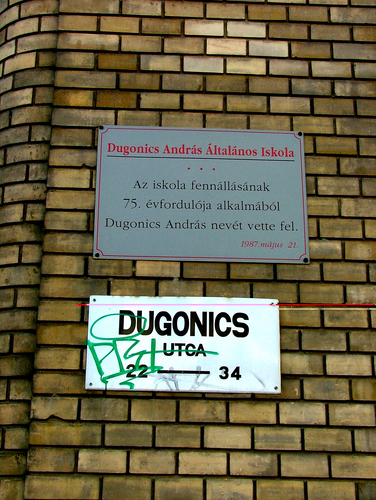 Dugonics András Általános Iskola
Az iskola fennállásának
75. évfordulója alkalmából
Dugonics András nevét vette fel.
1987. május 21.
DUGONICS
UTCA
22 — 34